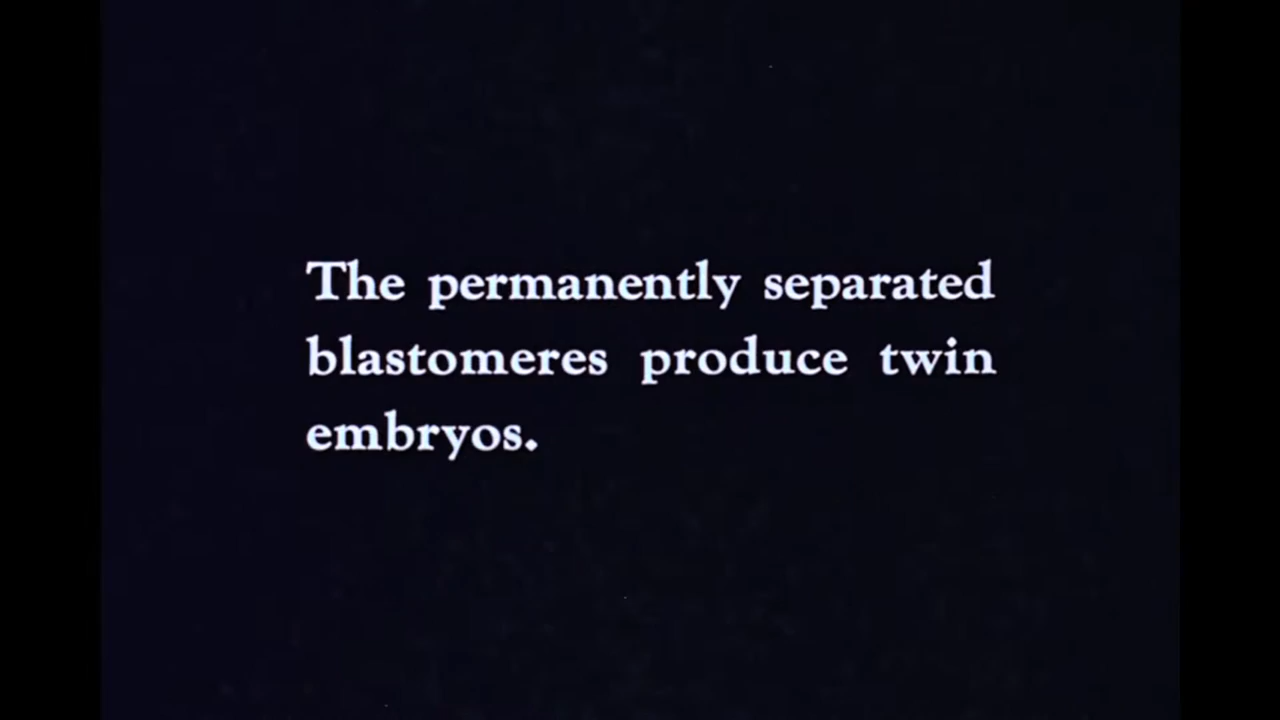 The permanently separated
blastomeres produce twin
embryos.